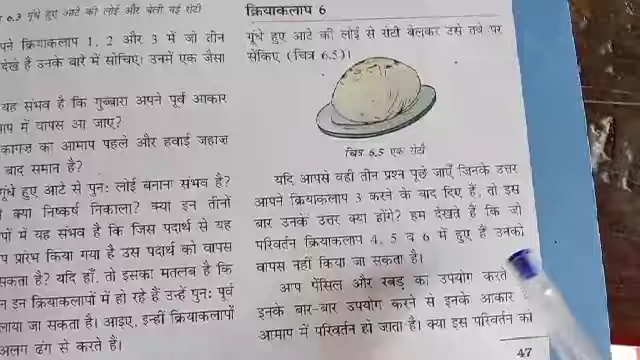 6.3 गूंधे हुए आटे की लोई और बेली गई रोटी
क्रियाकलाप 1, 2 और 3 में जो तीन
देखे हैं उनके बारे में सोचिए। उनमें एक जैसा
यह संभव है कि गुब्बारा अपने पूर्व आकार
में वापस आ जाए?
कागज़ का आमाप पहले और हवाई जहाज़
बाद समान है?
गूंधे हुए आटे से पुनः लोई बनाना संभव है?
क्या निष्कर्ष निकाला? क्या इन तीनों
में यह संभव है कि जिस पदार्थ से यह
प्रारंभ किया गया है उस पदार्थ को वापस
सकता है? यदि हाँ, तो इसका मतलब है कि
इन क्रियाकलापों में हो रहे हैं उन्हें पुनः पूर्व
लाया जा सकता है। आइए, इन्हीं क्रियाकलापों
अलग ढंग से करते हैं।
क्रियाकलाप 6
गूंधे हुए आटे की लोई से रोटी बेलकर उसे तवे पर
सेंकिए (चित्र 6.5)।
चित्र 6.5 एक रोटी
यदि आपसे वही तीन प्रश्न पूछे जाएँ जिनके उत्तर
आपने क्रियाकलाप 3 करने के बाद दिए हैं, तो इस
बार उनके उत्तर क्या होंगे? हम देखते हैं कि जो
परिवर्तन क्रियाकलाप 4, 5 व 6 में हुए हैं उनको
वापस नहीं किया जा सकता है।
आप पेंसिल और रबड़ का उपयोग करते
इनके बार-बार उपयोग करने से इनके आकार
आमाप में परिवर्तन हो जाता है। क्या इस परिवर्तन को
47